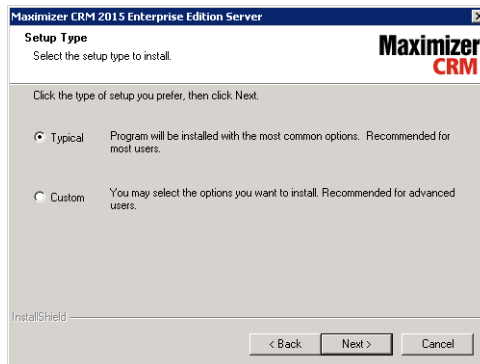 Maximizer CRM 2015 Enterprise Edition Server
Setup Type
Select the setup type to install.
Maximizer
CRM
Click the type of setup you prefer, then click Next.
Typical
Program will be installed with the most common options. Recommended for
most users.
Custom
You may select the options you want to install. Recommended for advanced
users.
InstallShield
< Back
Next >
Cancel